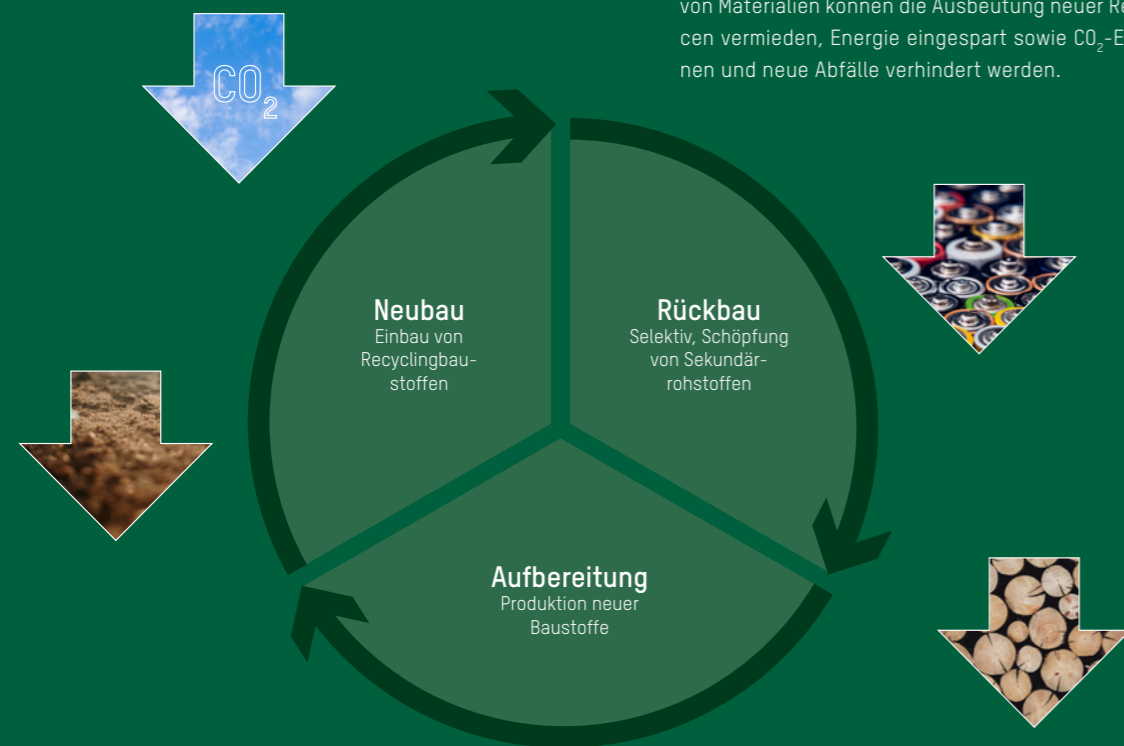 von Materialien können die Ausbeutung neuer Re
cen vermieden, Energie eingespart sowie CO₂-E
nen und neue Abfälle verhindert werden.
CO₂
Neubau
Einbau von
Recyclingbau-
stoffen
Rückbau
Selektiv, Schöpfung
von Sekundär-
rohstoffen
Aufbereitung
Produktion neuer
Baustoffe